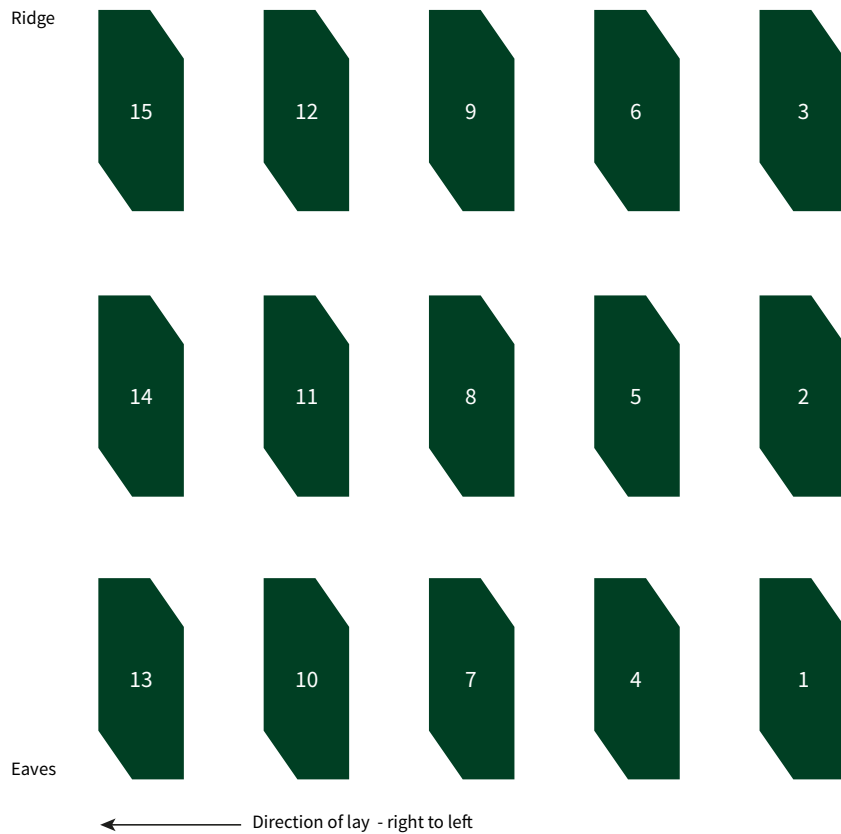 Ridge
15 12 9 6 3
14 11 8 5 2
13 10 7 4 1
Eaves
Direction of lay - right to left